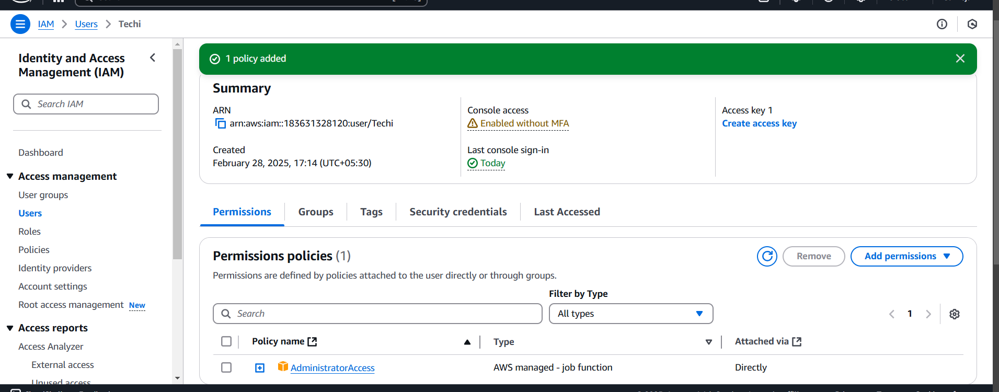 IAM > Users > Techi
Identity and Access
Management (IAM)
Search IAM
Dashboard
Access management
User groups
Users
Roles
Policies
Identity providers
Account settings
Root access management New
Access reports
Access Analyzer
External access
Unused access
1 policy added
Summary
ARN
arn:aws:iam::183631328120:user/Techi
Created
February 28, 2025, 17:14 (UTC+05:30)
Console access
Enabled without MFA
Last console sign-in
Today
Access key 1
Create access key
Permissions
Groups
Tags
Security credentials
Last Accessed
Permissions policies (1)
Remove
Add permissions
Permissions are defined by policies attached to the user directly or through groups.
Filter by Type
Search
All types
1
Policy name
Type
Attached via
AdministratorAccess
AWS managed - job function
Directly